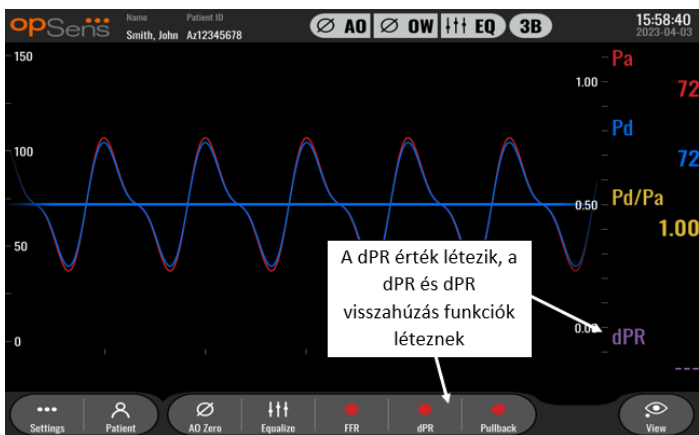 opSens
Name
Patient ID
Smith, John
Az12345678
AO
OW
EQ
3B
15:58:40
2023-04-03
150
100
50
0
1.00
0.50
0.00
Pa
72
Pd
72
Pd/Pa
1.00
dPR
---
A dPR érték létezik, a
dPR és dPR
visszahúzás funkciók
léteznek
Settings
Patient
AO Zero
Equalize
FFR
dPR
Pullback
View